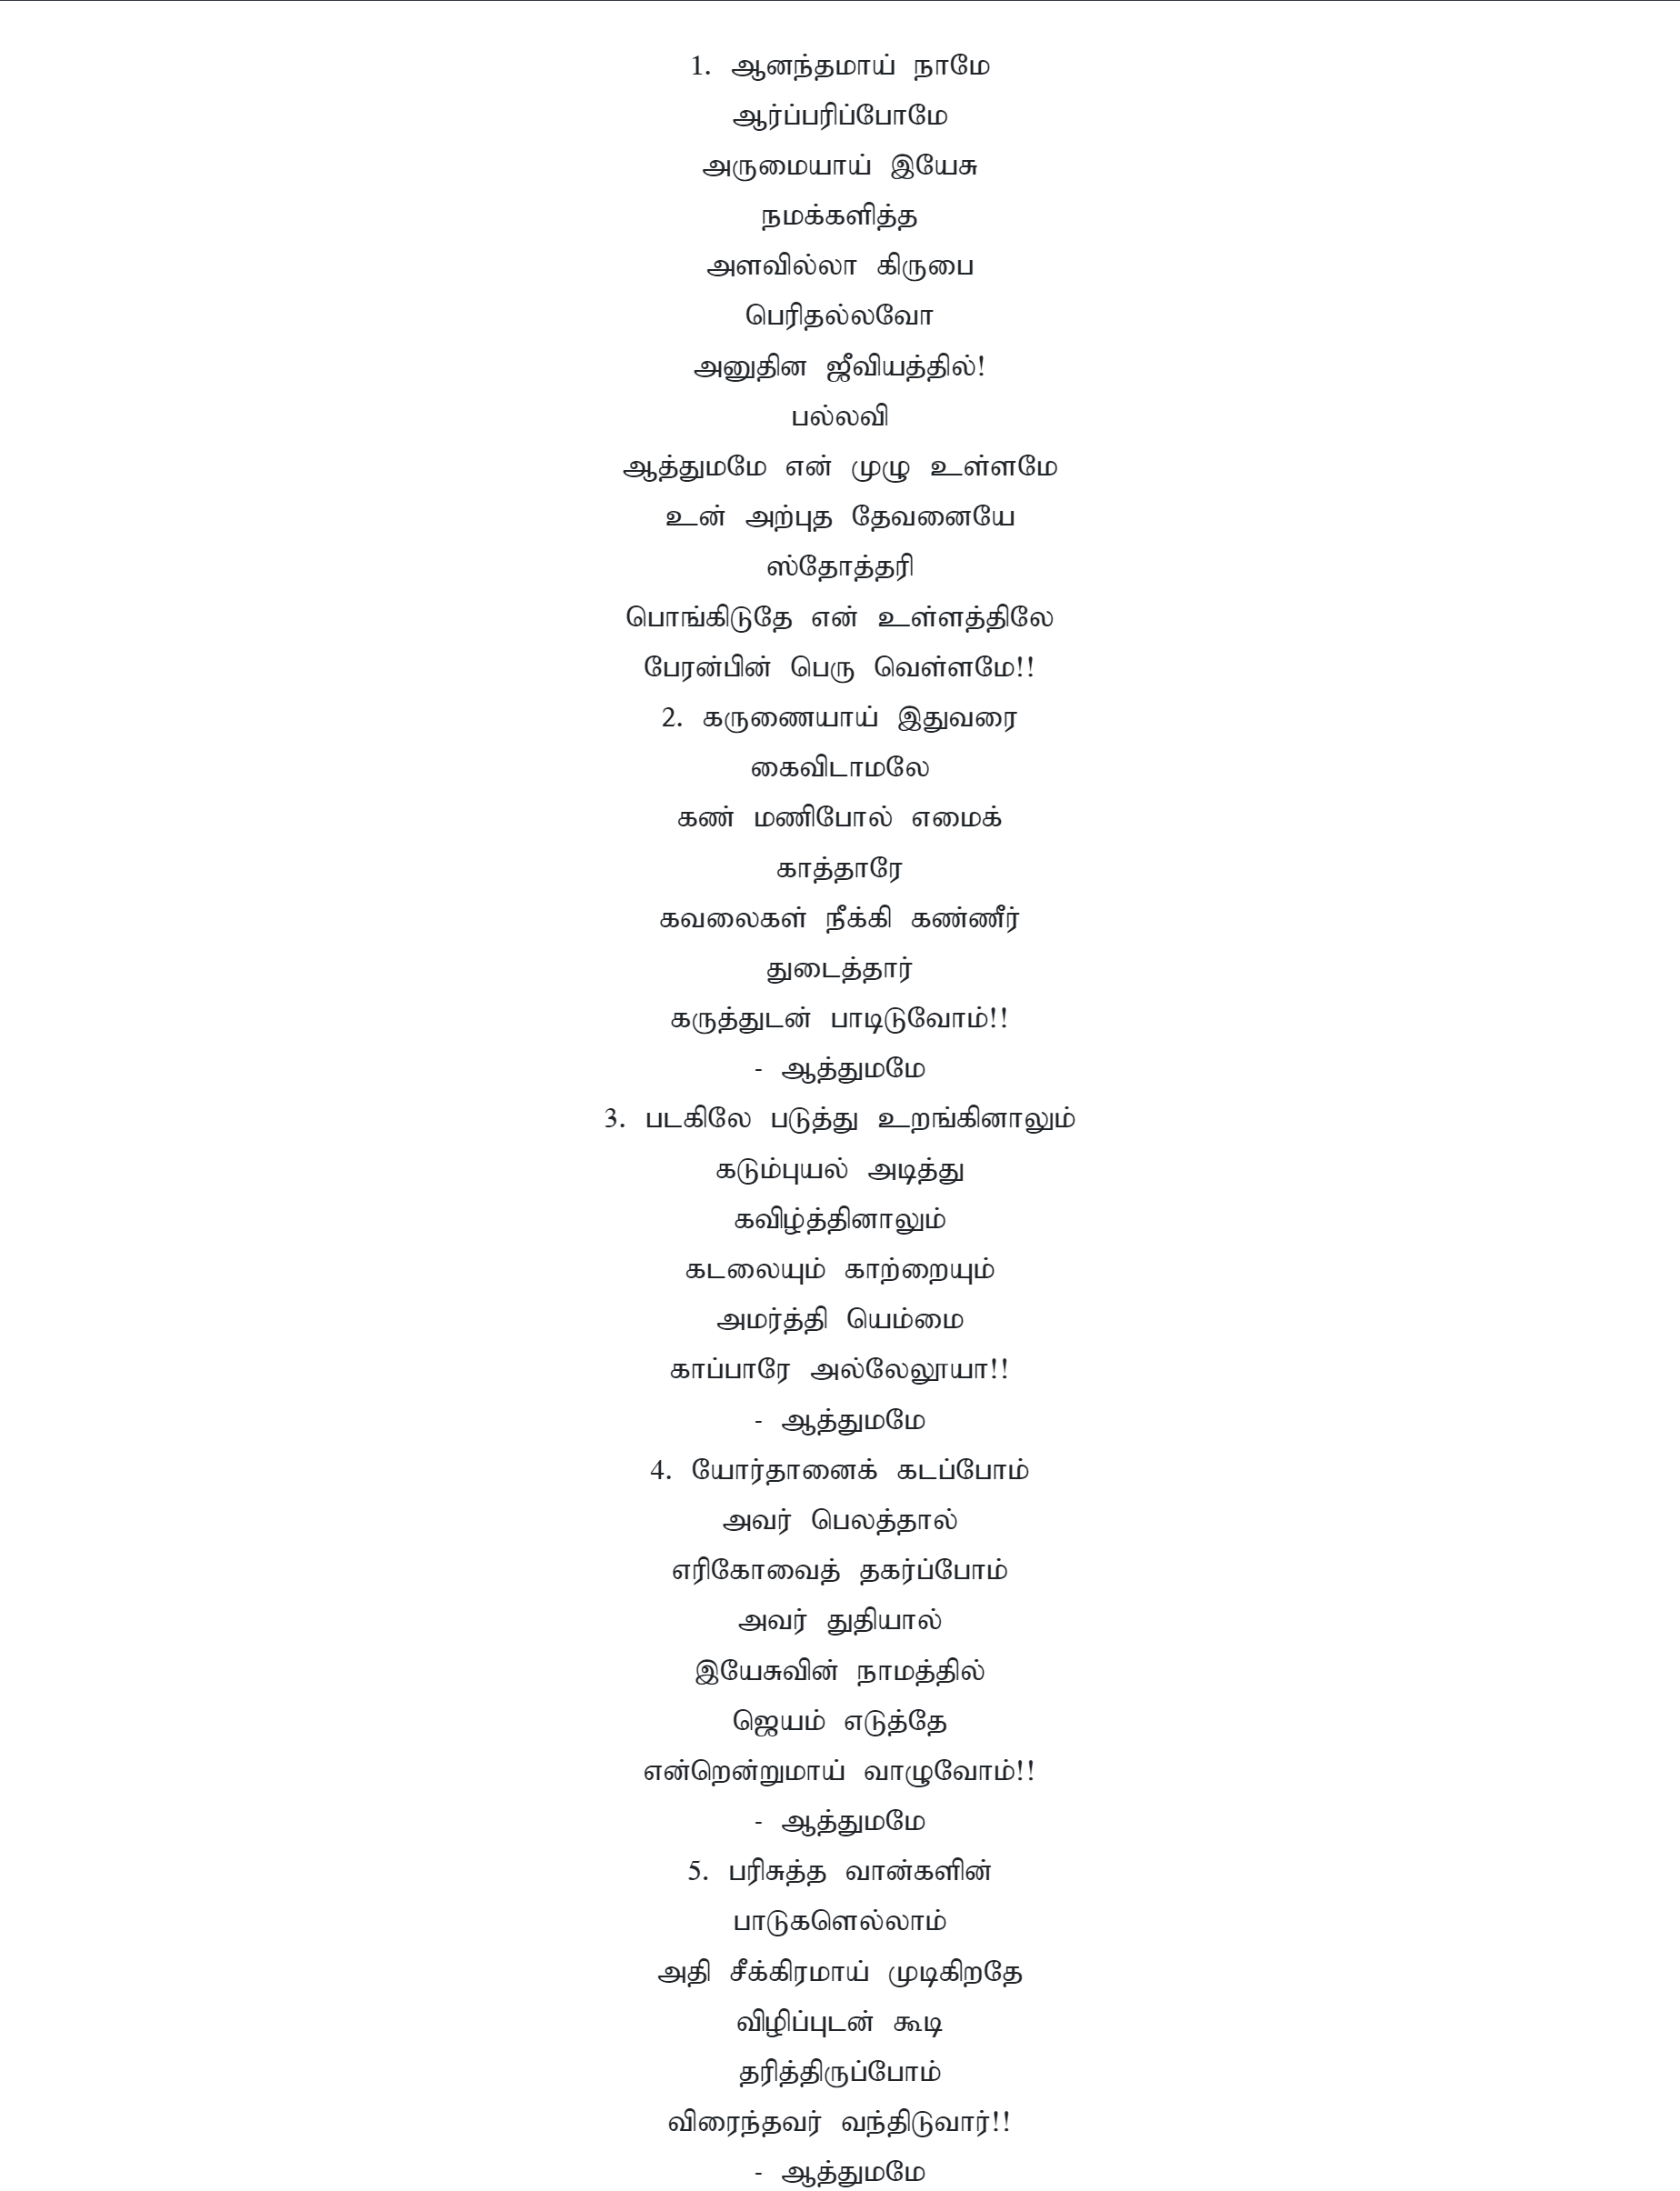 1. ஆனந்தமாய் நாமே
ஆர்ப்பரிப்போமே
அருமையாய் இயேசு
நமக்களித்த
அளவில்லா கிருபை
பெரிதல்லவோ
அனுதின ஜீவியத்தில்!
பல்லவி
ஆத்துமமே என் முழு உள்ளமே
உன் அற்புத தேவனையே
ஸ்தோத்தரி
பொங்கிடுதே என் உள்ளத்திலே
பேரன்பின் பெரு வெள்ளமே!!
2. கருணையாய் இதுவரை
கைவிடாமலே
கண் மணிபோல் எமைக்
காத்தாரே
கவலைகள் நீக்கி கண்ணீர்
துடைத்தார்
கருத்துடன் பாடிடுவோம்!!
- ஆத்துமமே
3. படகிலே படுத்து உறங்கினாலும்
கடும்புயல் அடித்து
கவிழ்த்தினாலும்
கடலையும் காற்றையும்
அமர்த்தி யெம்மை
காப்பாரே அல்லேலூயா!!
- ஆத்துமமே
4. யோர்தானைக் கடப்போம்
அவர் பெலத்தால்
எரிகோவைத் தகர்ப்போம்
அவர் துதியால்
இயேசுவின் நாமத்தில்
ஜெயம் எடுத்தே
என்றென்றுமாய் வாழுவோம்!!
- ஆத்துமமே
5. பரிசுத்த வான்களின்
பாடுகளெல்லாம்
அதி சீக்கிரமாய் முடிகிறதே
விழிப்புடன் கூடி
தரித்திருப்போம்
விரைந்தவர் வந்திடுவார்!!
- ஆத்துமமே